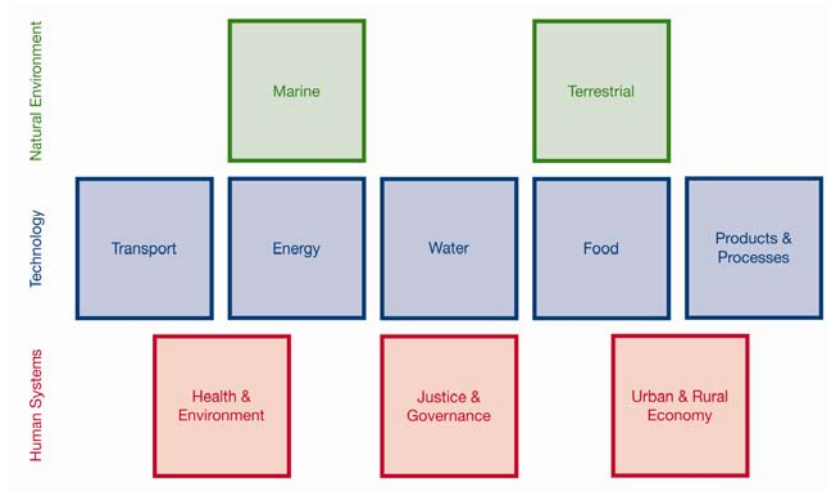 Natural Environment
Marine
Terrestrial
Technology
Transport
Energy
Water
Food
Products &
Processes
Human Systems
Health &
Environment
Justice &
Governance
Urban & Rural
Economy